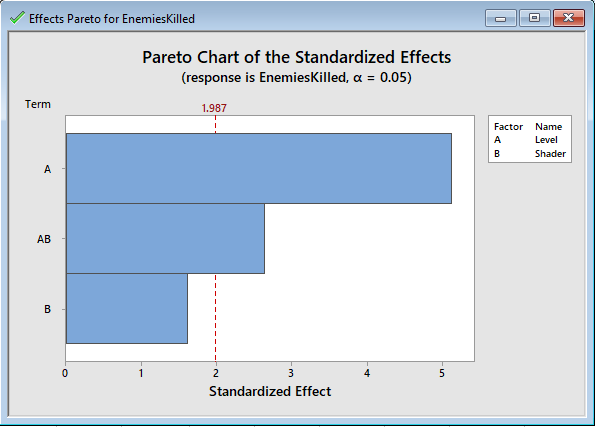 Effects Pareto for EnemiesKilled
Pareto Chart of the Standardized Effects
(response is EnemiesKilled, α = 0.05)
Term
1.987
A
AB
B
0 1 2 3 4 5
Standardized Effect
Factor Name
A Level
B Shader